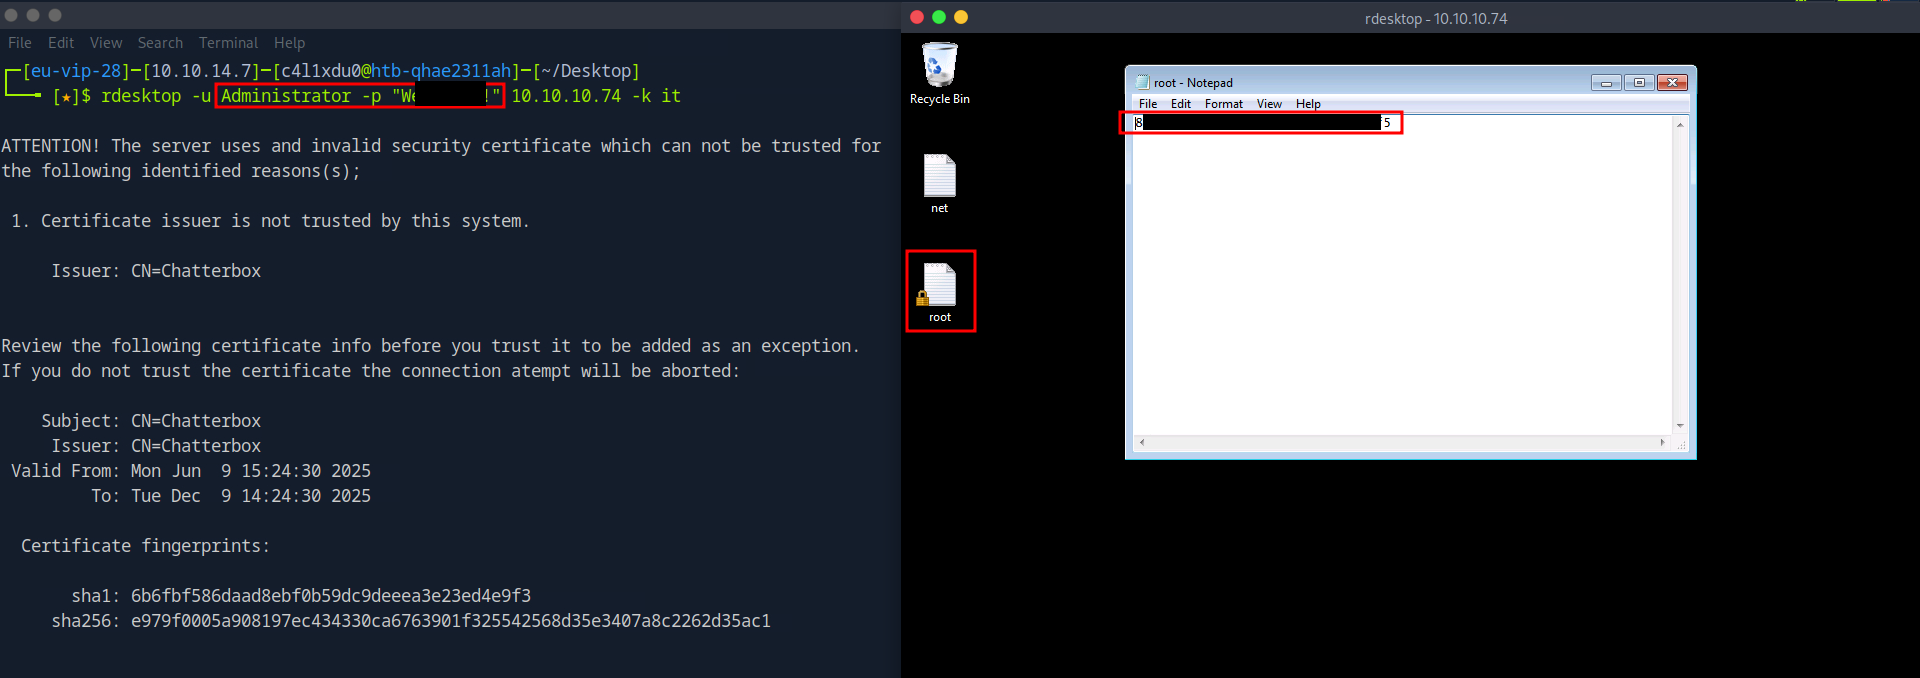 File Edit View Search Terminal Help
┌─[eu-vip-28]─[10.10.14.7]─[c4l1xdu0@htb-qhae2311ah]─[~/Desktop]
└──╼ [★]$ rdesktop -u Administrator -p "We !" 10.10.10.74 -k it
ATTENTION! The server uses and invalid security certificate which can not be trusted for
the following identified reasons(s);
1. Certificate issuer is not trusted by this system.
Issuer: CN=Chatterbox
Review the following certificate info before you trust it to be added as an exception.
If you do not trust the certificate the connection atempt will be aborted:
Subject: CN=Chatterbox
Issuer: CN=Chatterbox
Valid From: Mon Jun 9 15:24:30 2025
To: Tue Dec 9 14:24:30 2025
Certificate fingerprints:
sha1: 6b6fbf586daad8ebf0b59dc9deeea3e23ed4e9f3
sha256: e979f0005a908197ec434330ca6763901f325542568d35e3407a8c2262d35ac1
rdesktop - 10.10.10.74
Recycle Bin
net
root
root - Notepad
File Edit Format View Help
8 5